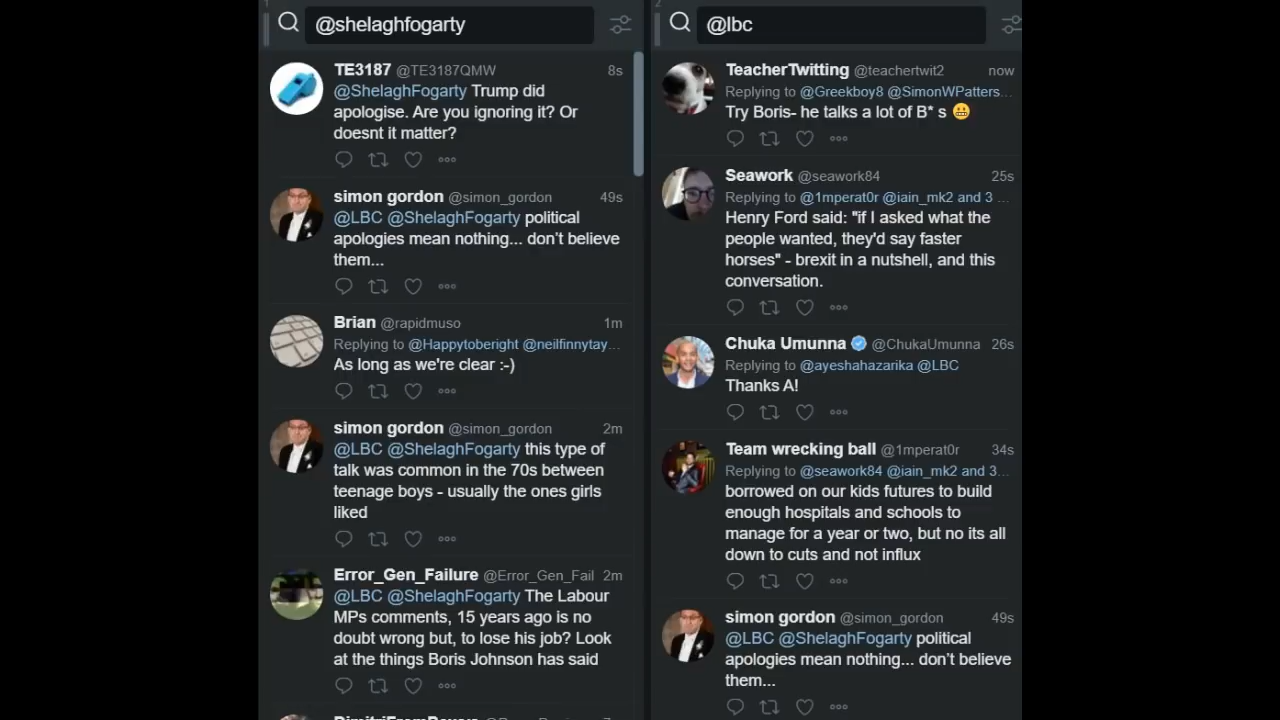 1
@shelaghfogarty
TE3187 @TE3187QMW 8s
@ShelaghFogarty Trump did
apologise. Are you ignoring it? Or
doesnt it matter?
simon gordon @simon_gordon 49s
@LBC @ShelaghFogarty political
apologies mean nothing... don't believe
them...
Brian @rapidmuso 1m
Replying to @Happytoberight @neilfinnytay...
As long as we're clear :-)
simon gordon @simon_gordon 2m
@LBC @ShelaghFogarty this type of
talk was common in the 70s between
teenage boys - usually the ones girls
liked
Error_Gen_Failure @Error_Gen_Fail 2m
@LBC @ShelaghFogarty The Labour
MPs comments, 15 years ago is no
doubt wrong but, to lose his job? Look
at the things Boris Johnson has said
2
@lbc
TeacherTwitting @teachertwit2 now
Replying to @Greekboy8 @SimonWPatters...
Try Boris- he talks a lot of B* s 😬
Seawork @seawork84 25s
Replying to @1mperat0r @iain_mk2 and 3 ...
Henry Ford said: "if I asked what the
people wanted, they'd say faster
horses" - brexit in a nutshell, and this
conversation.
Chuka Umunna @ChukaUmunna 26s
Replying to @ayeshahazarika @LBC
Thanks A!
Team wrecking ball @1mperat0r 34s
Replying to @seawork84 @iain_mk2 and 3...
borrowed on our kids futures to build
enough hospitals and schools to
manage for a year or two, but no its all
down to cuts and not influx
simon gordon @simon_gordon 49s
@LBC @ShelaghFogarty political
apologies mean nothing... don't believe
them...